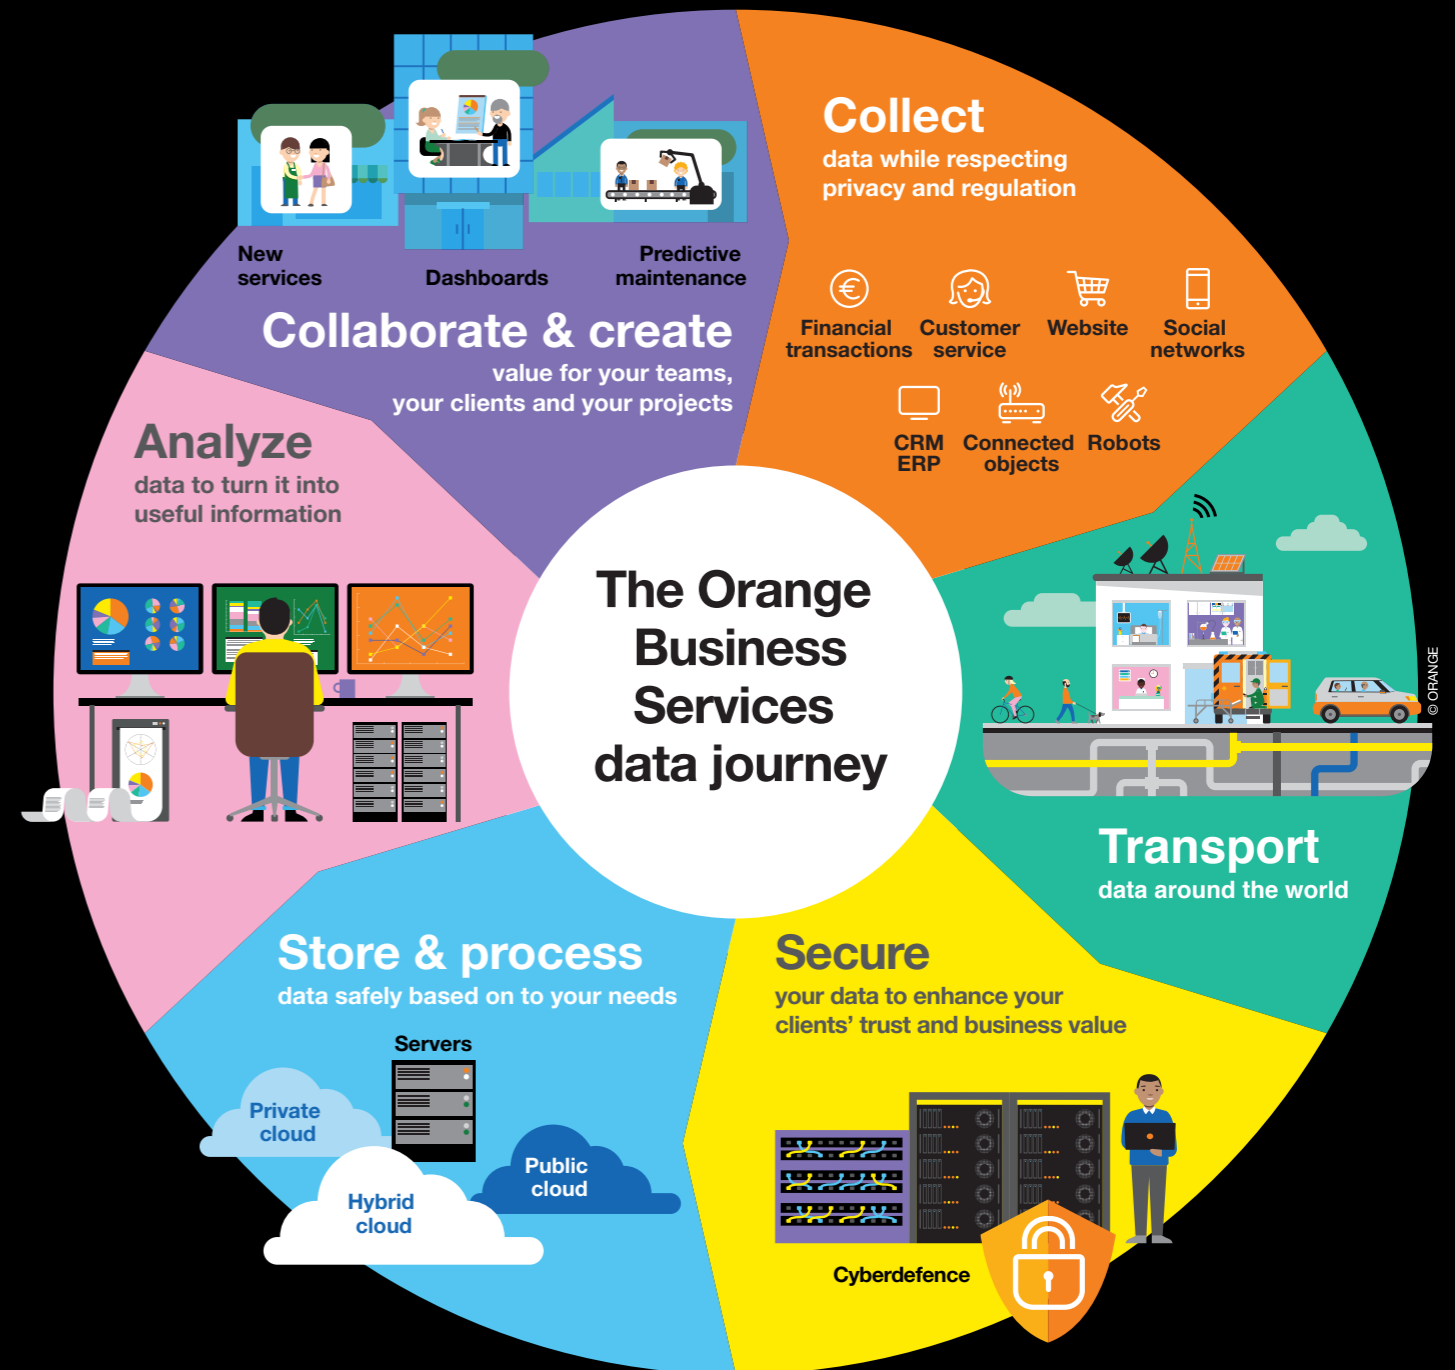 The Orange
Business
Services
data journey
Collect
data while respecting
privacy and regulation
Financial
transactions
Customer
service
Website
Social
networks
CRM
ERP
Connected
objects
Robots
Transport
data around the world
Secure
your data to enhance your
clients’ trust and business value
Cyberdefence
Store & process
data safely based on to your needs
Servers
Private
cloud
Hybrid
cloud
Public
cloud
Analyze
data to turn it into
useful information
New
services
Dashboards
Predictive
maintenance
Collaborate & create
value for your teams,
your clients and your projects
© ORANGE